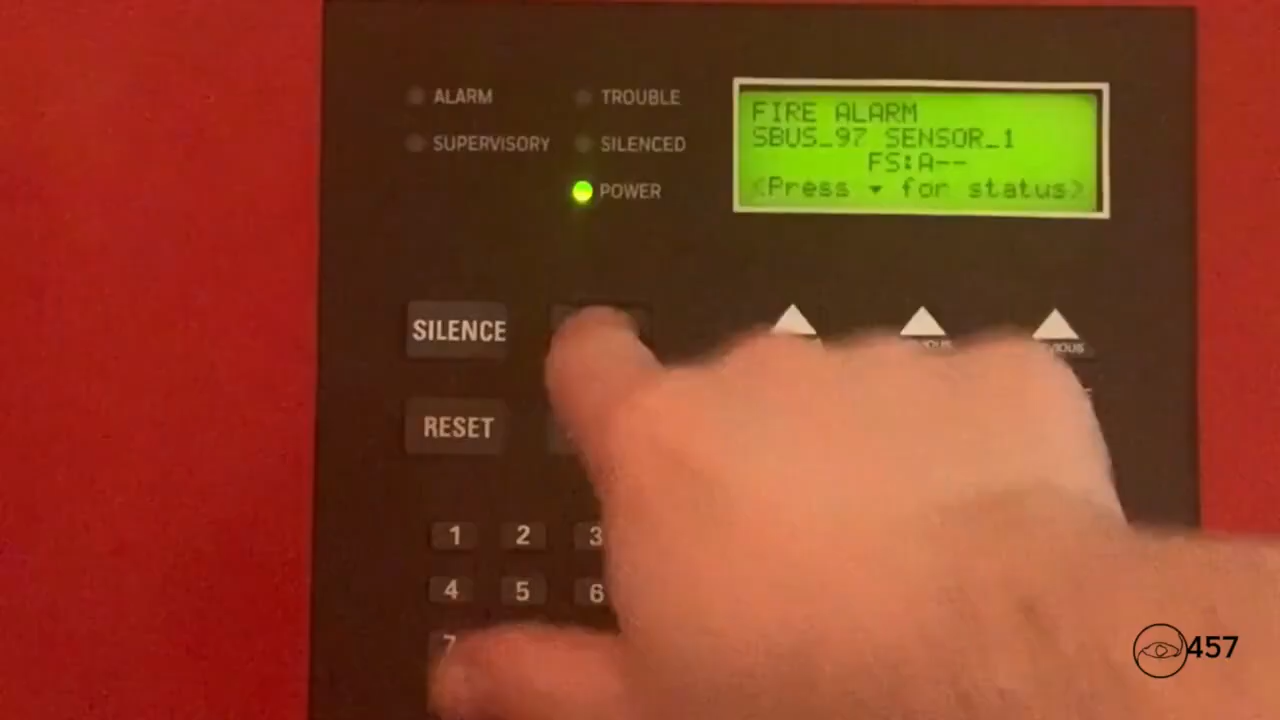 ALARM
TROUBLE
SUPERVISORY
SILENCED
POWER
FIRE ALARM
SBUS_97 SENSOR_1
FS:A--
<Press ▾ for status>
SILENCE
RESET
1 2 3
4 5 6
7
457